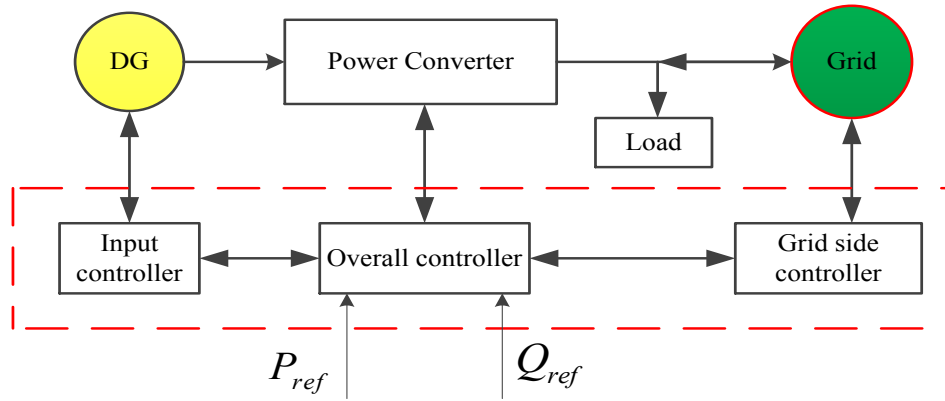 DG
Power Converter
Grid
Load
Input
controller
Overall controller
Grid side
controller
P_ref
Q_ref